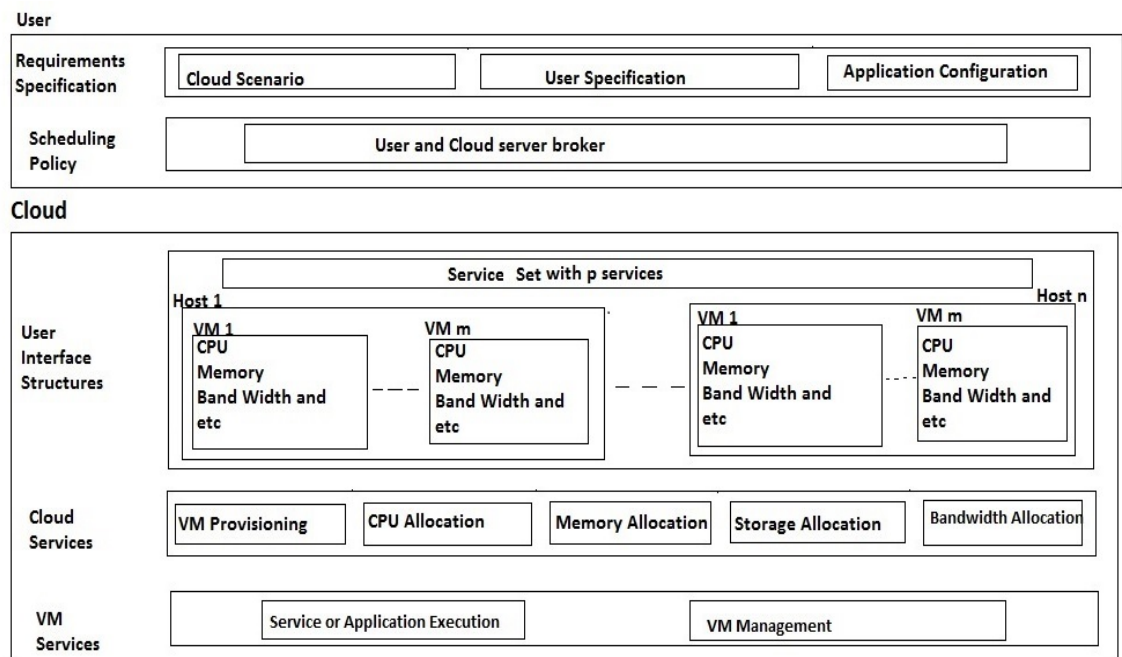 User
Requirements
Specification
Cloud Scenario
User Specification
Application Configuration
Scheduling
Policy
User and Cloud server broker
Cloud
User
Interface
Structures
Service Set with p services
Host 1
Host n
VM 1
CPU
Memory
Band Width and
etc
VM m
CPU
Memory
Band Width and
etc
VM 1
CPU
Memory
Band Width and
etc
VM m
CPU
Memory
Band Width and
etc
Cloud
Services
VM Provisioning
CPU Allocation
Memory Allocation
Storage Allocation
Bandwidth Allocation
VM
Services
Service or Application Execution
VM Management